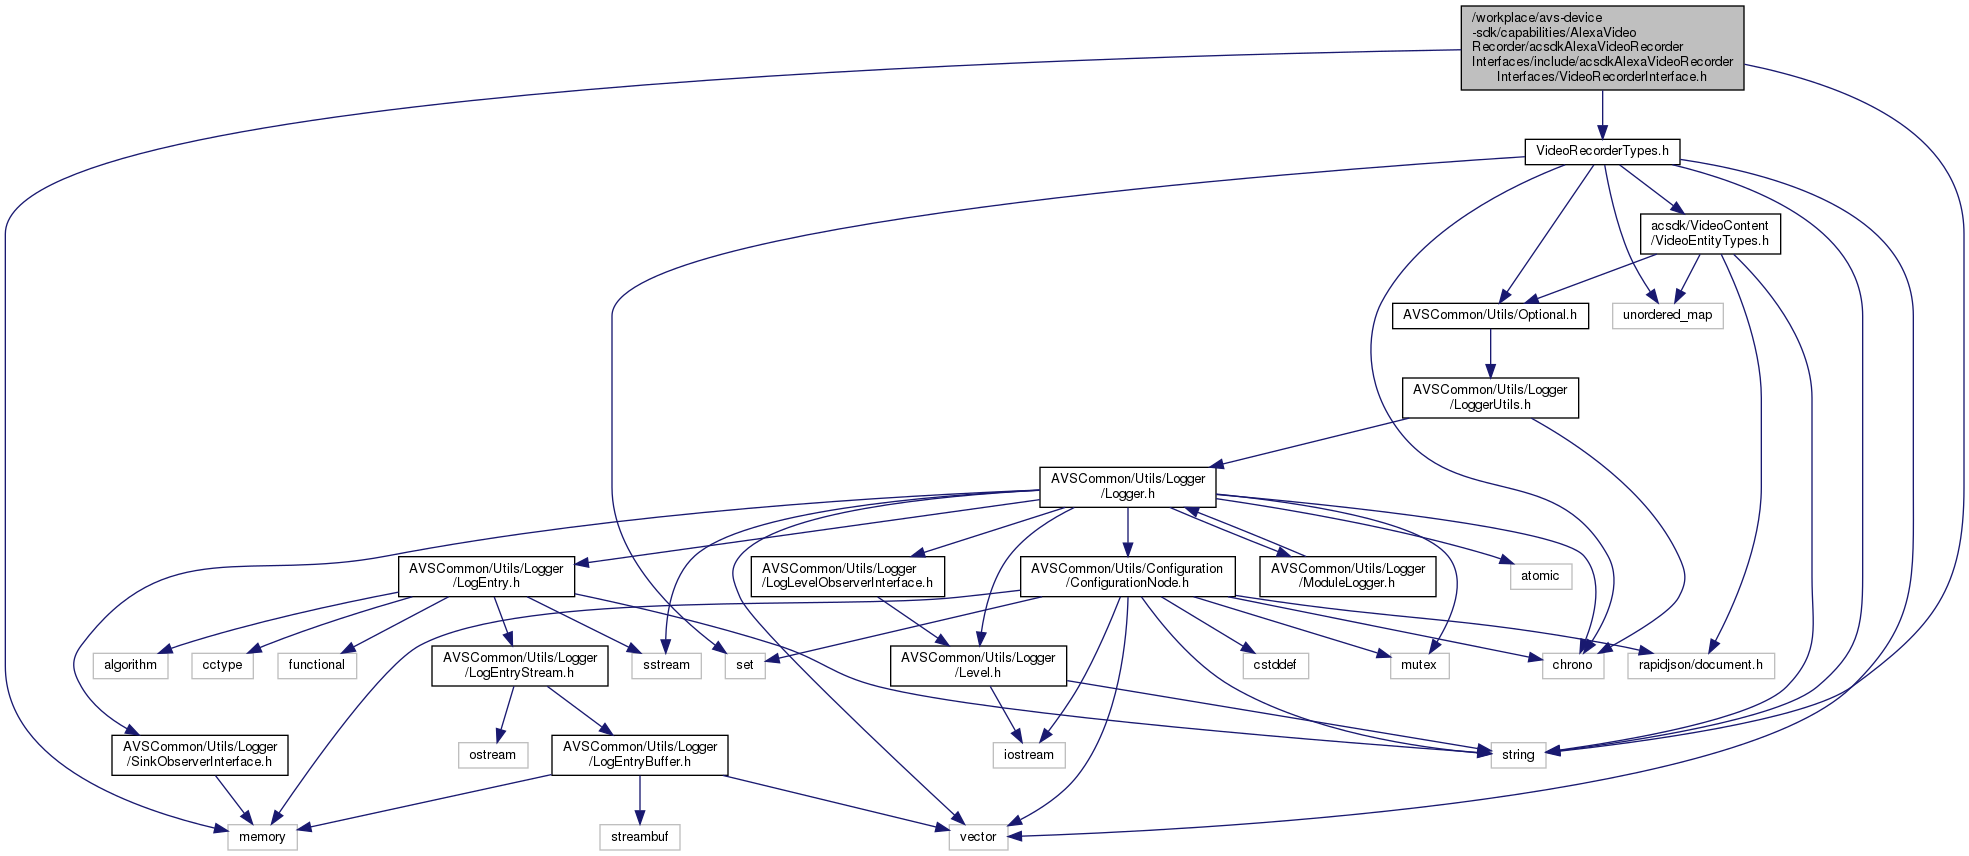 /workplace/avs-device
-sdk/capabilities/AlexaVideo
Recorder/acsdkAlexaVideoRecorder
Interfaces/include/acsdkAlexaVideoRecorder
Interfaces/VideoRecorderInterface.h
VideoRecorderTypes.h
acsdk/VideoContent
/VideoEntityTypes.h
AVSCommon/Utils/Optional.h
unordered_map
AVSCommon/Utils/Logger
/LoggerUtils.h
AVSCommon/Utils/Logger
/Logger.h
AVSCommon/Utils/Logger
/LogEntry.h
AVSCommon/Utils/Logger
/LogLevelObserverInterface.h
AVSCommon/Utils/Configuration
/ConfigurationNode.h
AVSCommon/Utils/Logger
/ModuleLogger.h
atomic
algorithm
cctype
functional
AVSCommon/Utils/Logger
/LogEntryStream.h
sstream
set
AVSCommon/Utils/Logger
/Level.h
cstddef
mutex
chrono
rapidjson/document.h
AVSCommon/Utils/Logger
/SinkObserverInterface.h
ostream
AVSCommon/Utils/Logger
/LogEntryBuffer.h
iostream
string
memory
streambuf
vector